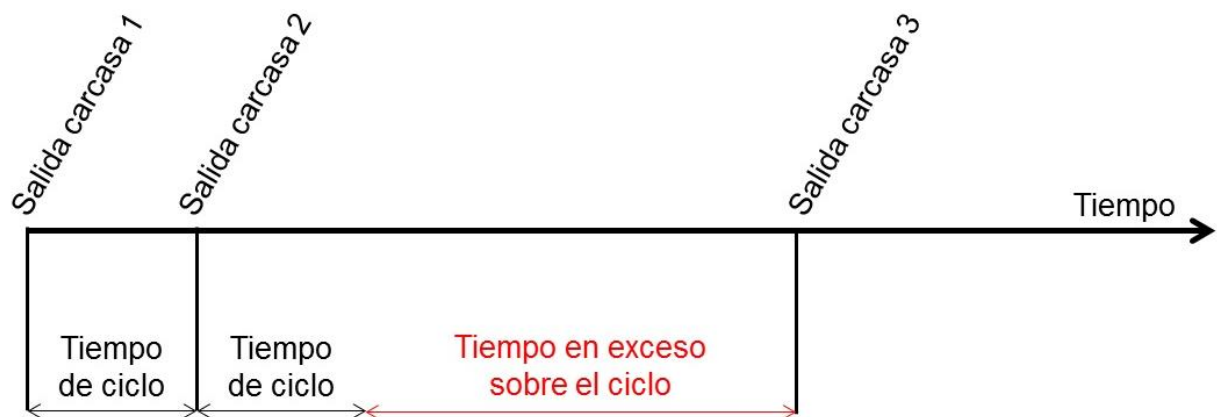 Salida carcasa 1
Salida carcasa 2
Salida carcasa 3
Tiempo
Tiempo
de ciclo
Tiempo
de ciclo
Tiempo en exceso
sobre el ciclo